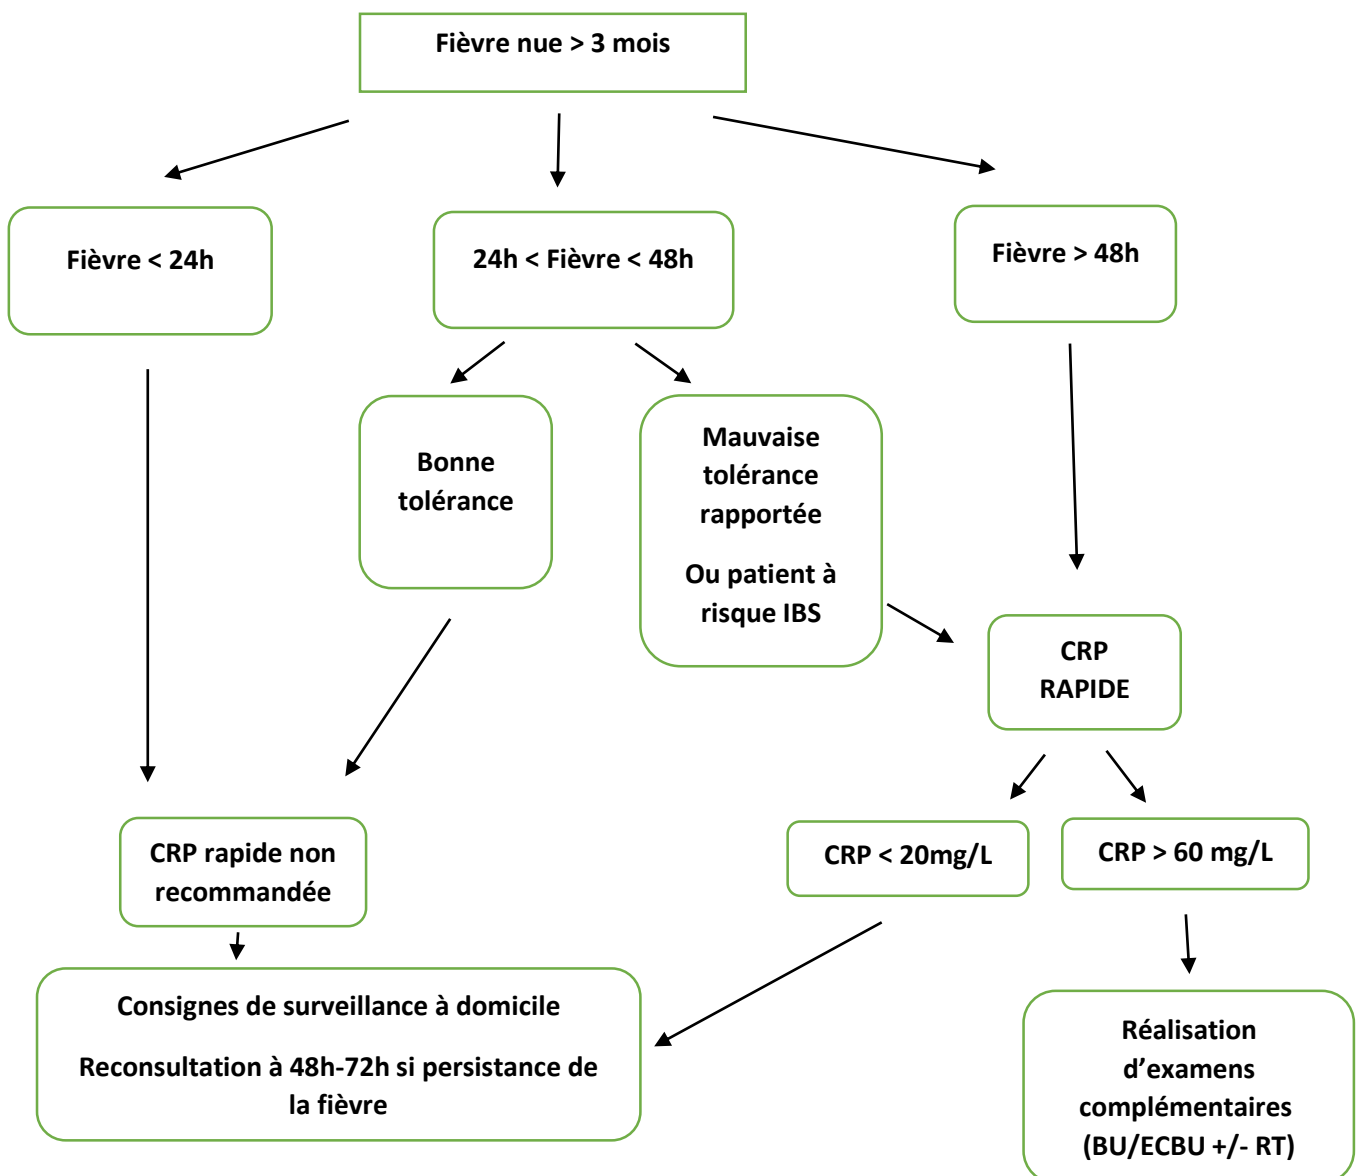 Fièvre nue > 3 mois
Fièvre < 24h
24h < Fièvre < 48h
Fièvre > 48h
Bonne
tolérance
Mauvaise
tolérance
rapportée
Ou patient à
risque IBS
CRP
RAPIDE
CRP rapide non
recommandée
CRP < 20mg/L
CRP > 60 mg/L
Consignes de surveillance à domicile
Reconsultation à 48h-72h si persistance de
la fièvre
Réalisation
d’examens
complémentaires
(BU/ECBU +/- RT)